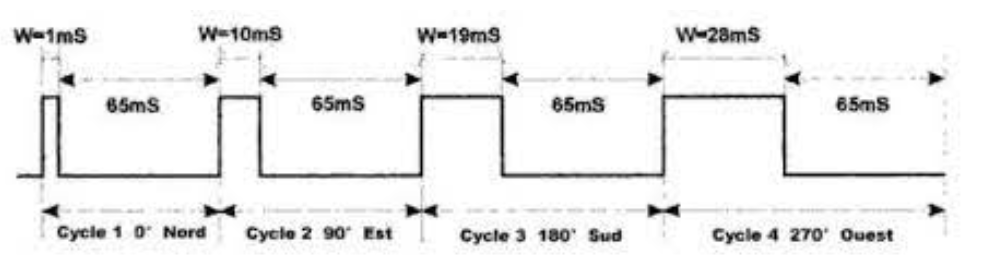 W=1mS W=10mS W=19mS W=28mS
65mS 65mS 65mS 65mS
Cycle 1 0° Nord Cycle 2 90° Est Cycle 3 180° Sud Cycle 4 270° Ouest